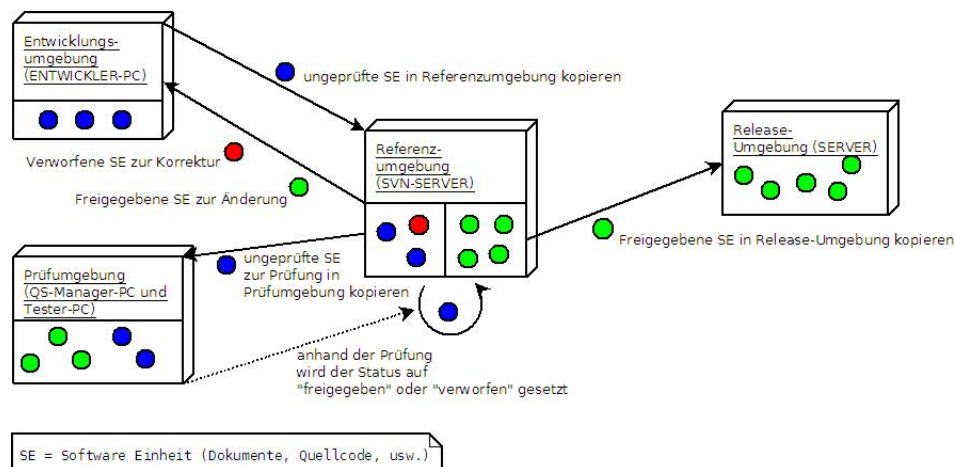 Entwicklungs-
umgebung
(ENTWICKLER-PC)
ungeprüfte SE in Referenzumgebung kopieren
Verworfene SE zur Korrektur
Freigegebene SE zur Änderung
Referenz-
umgebung
(SVN-SERVER)
Release-
Umgebung (SERVER)
Freigegebene SE in Release-Umgebung kopieren
ungeprüfte SE
zur Prüfung in
Prüfumgebung kopieren
Prüfumgebung
(QS-Manager-PC und
Tester-PC)
anhand der Prüfung
wird der Status auf
"freigegeben" oder "verworfen" gesetzt
SE = Software Einheit (Dokumente, Quellcode, usw.)